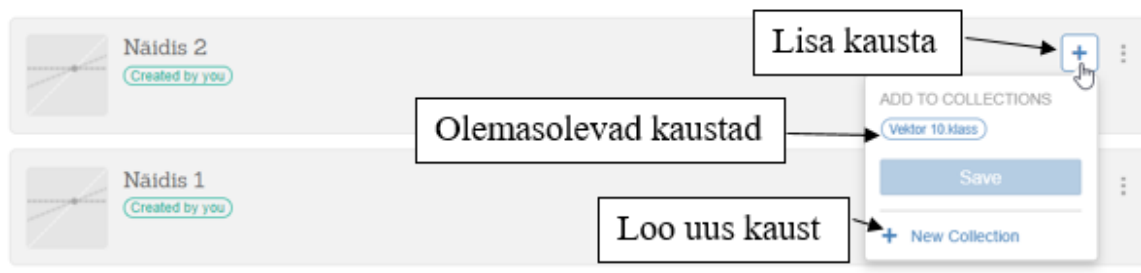 Näidis 2
Created by you
Lisa kausta
+
ADD TO COLLECTIONS
Vektor 10.klass
Olemasolevad kaustad
Save
Näidis 1
Created by you
Loo uus kaust
+ New Collection